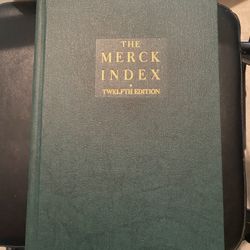 THE
MERCK
INDEX
•
TWELFTH EDITION